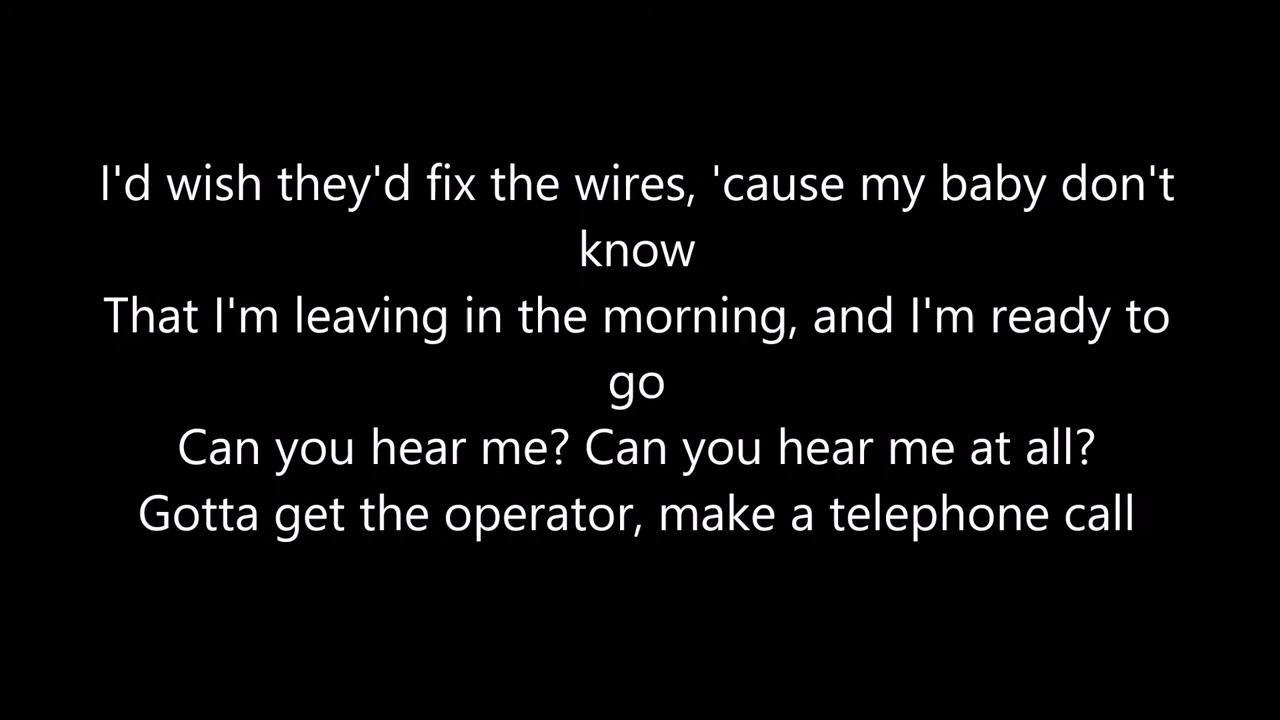 I'd wish they'd fix the wires, 'cause my baby don't
know
That I'm leaving in the morning, and I'm ready to
go
Can you hear me? Can you hear me at all?
Gotta get the operator, make a telephone call